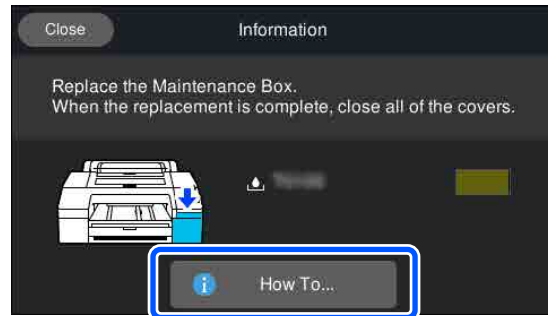 Close
Information
Replace the Maintenance Box.
When the replacement is complete, close all of the covers.
How To...